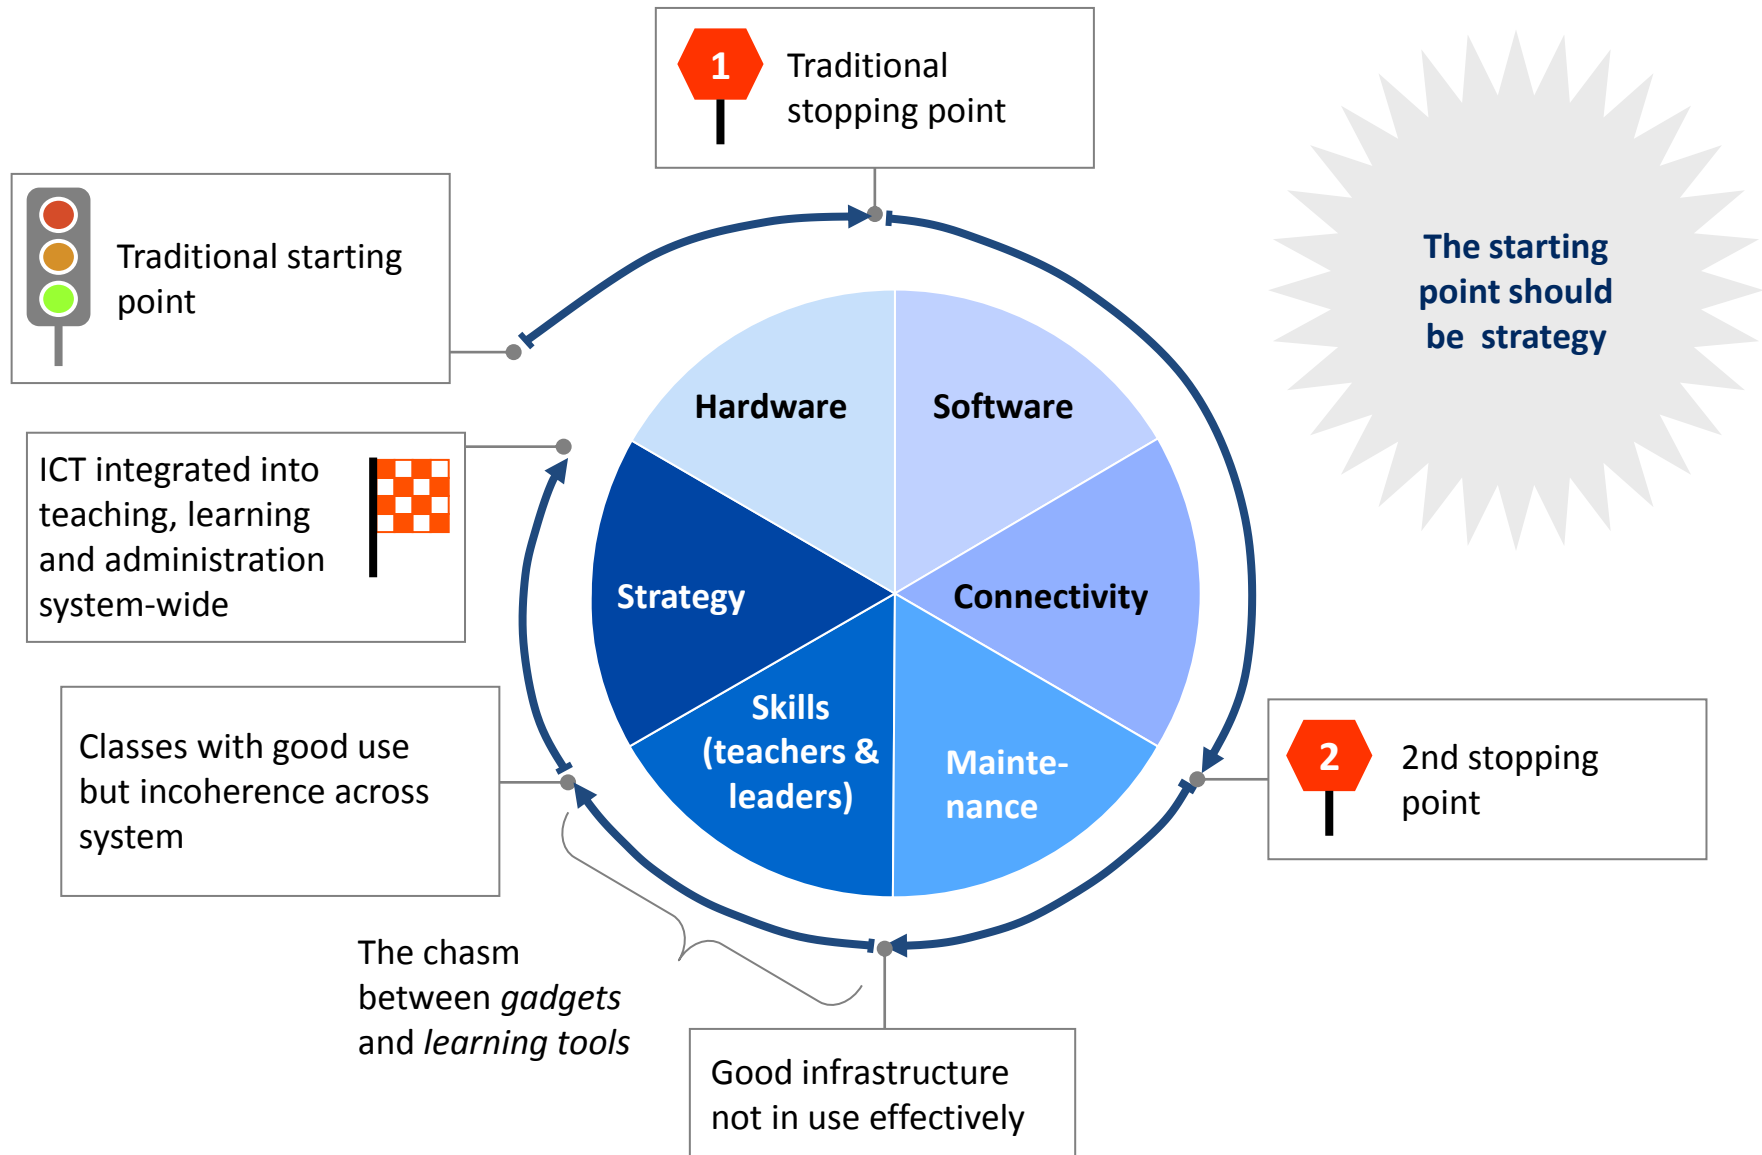 1
Traditional
stopping point
Traditional starting
point
The starting
point should
be strategy
Hardware
Software
ICT integrated into
teaching, learning
and administration
system-wide
Strategy
Connectivity
Skills
(teachers &
leaders)
Mainte-
nance
Classes with good use
but incoherence across
system
2
2nd stopping
point
The chasm
between gadgets
and learning tools
Good infrastructure
not in use effectively